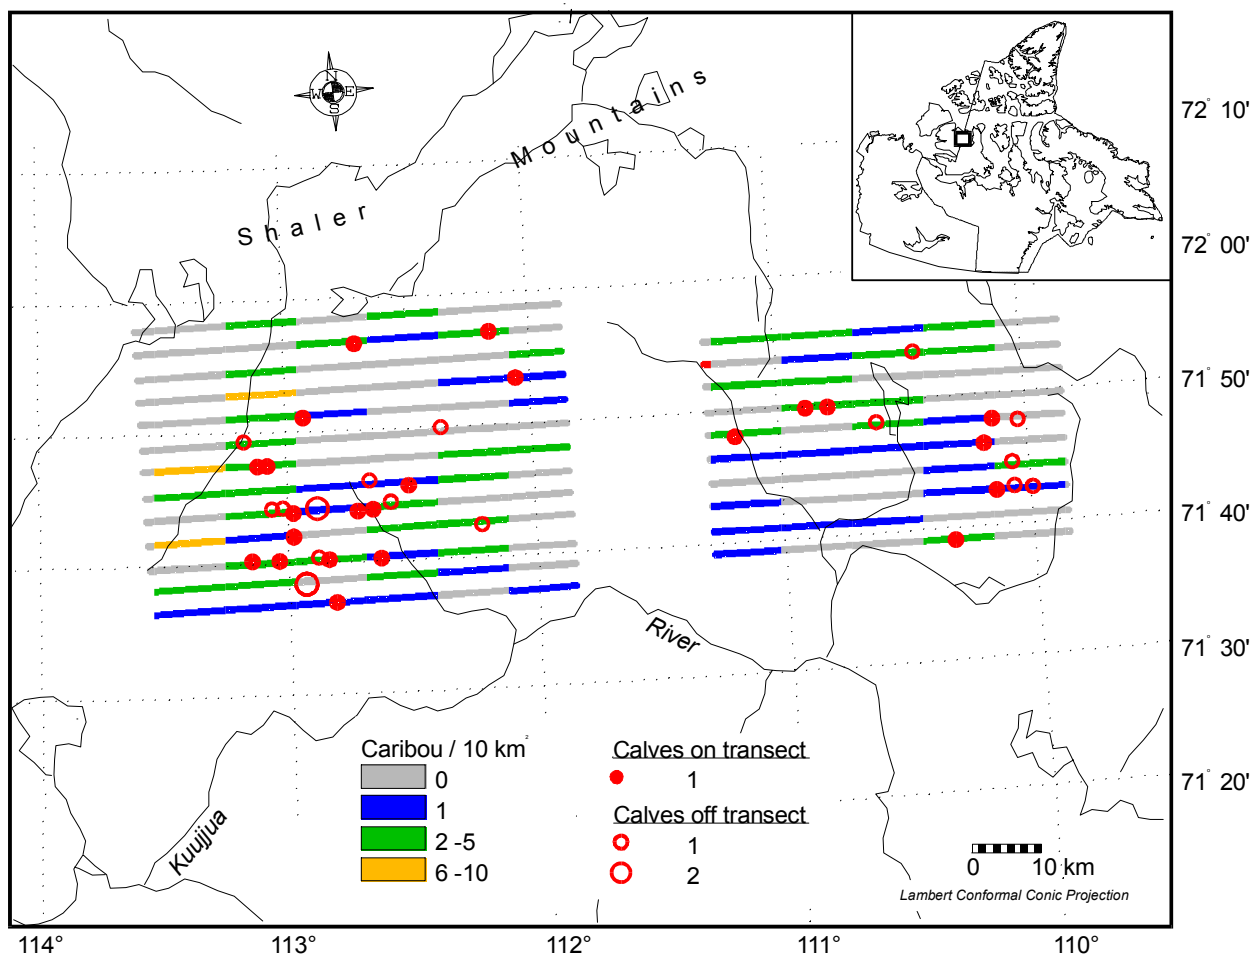 N
W E
S
Shaler Mountains
72° 10'
72° 00'
71° 50'
71° 40'
71° 30'
71° 20'
River
Kuujjua
Caribou / 10 km²
0
1
2 -5
6 -10
Calves on transect
1
Calves off transect
1
2
0 10 km
Lambert Conformal Conic Projection
114° 113° 112° 111° 110°